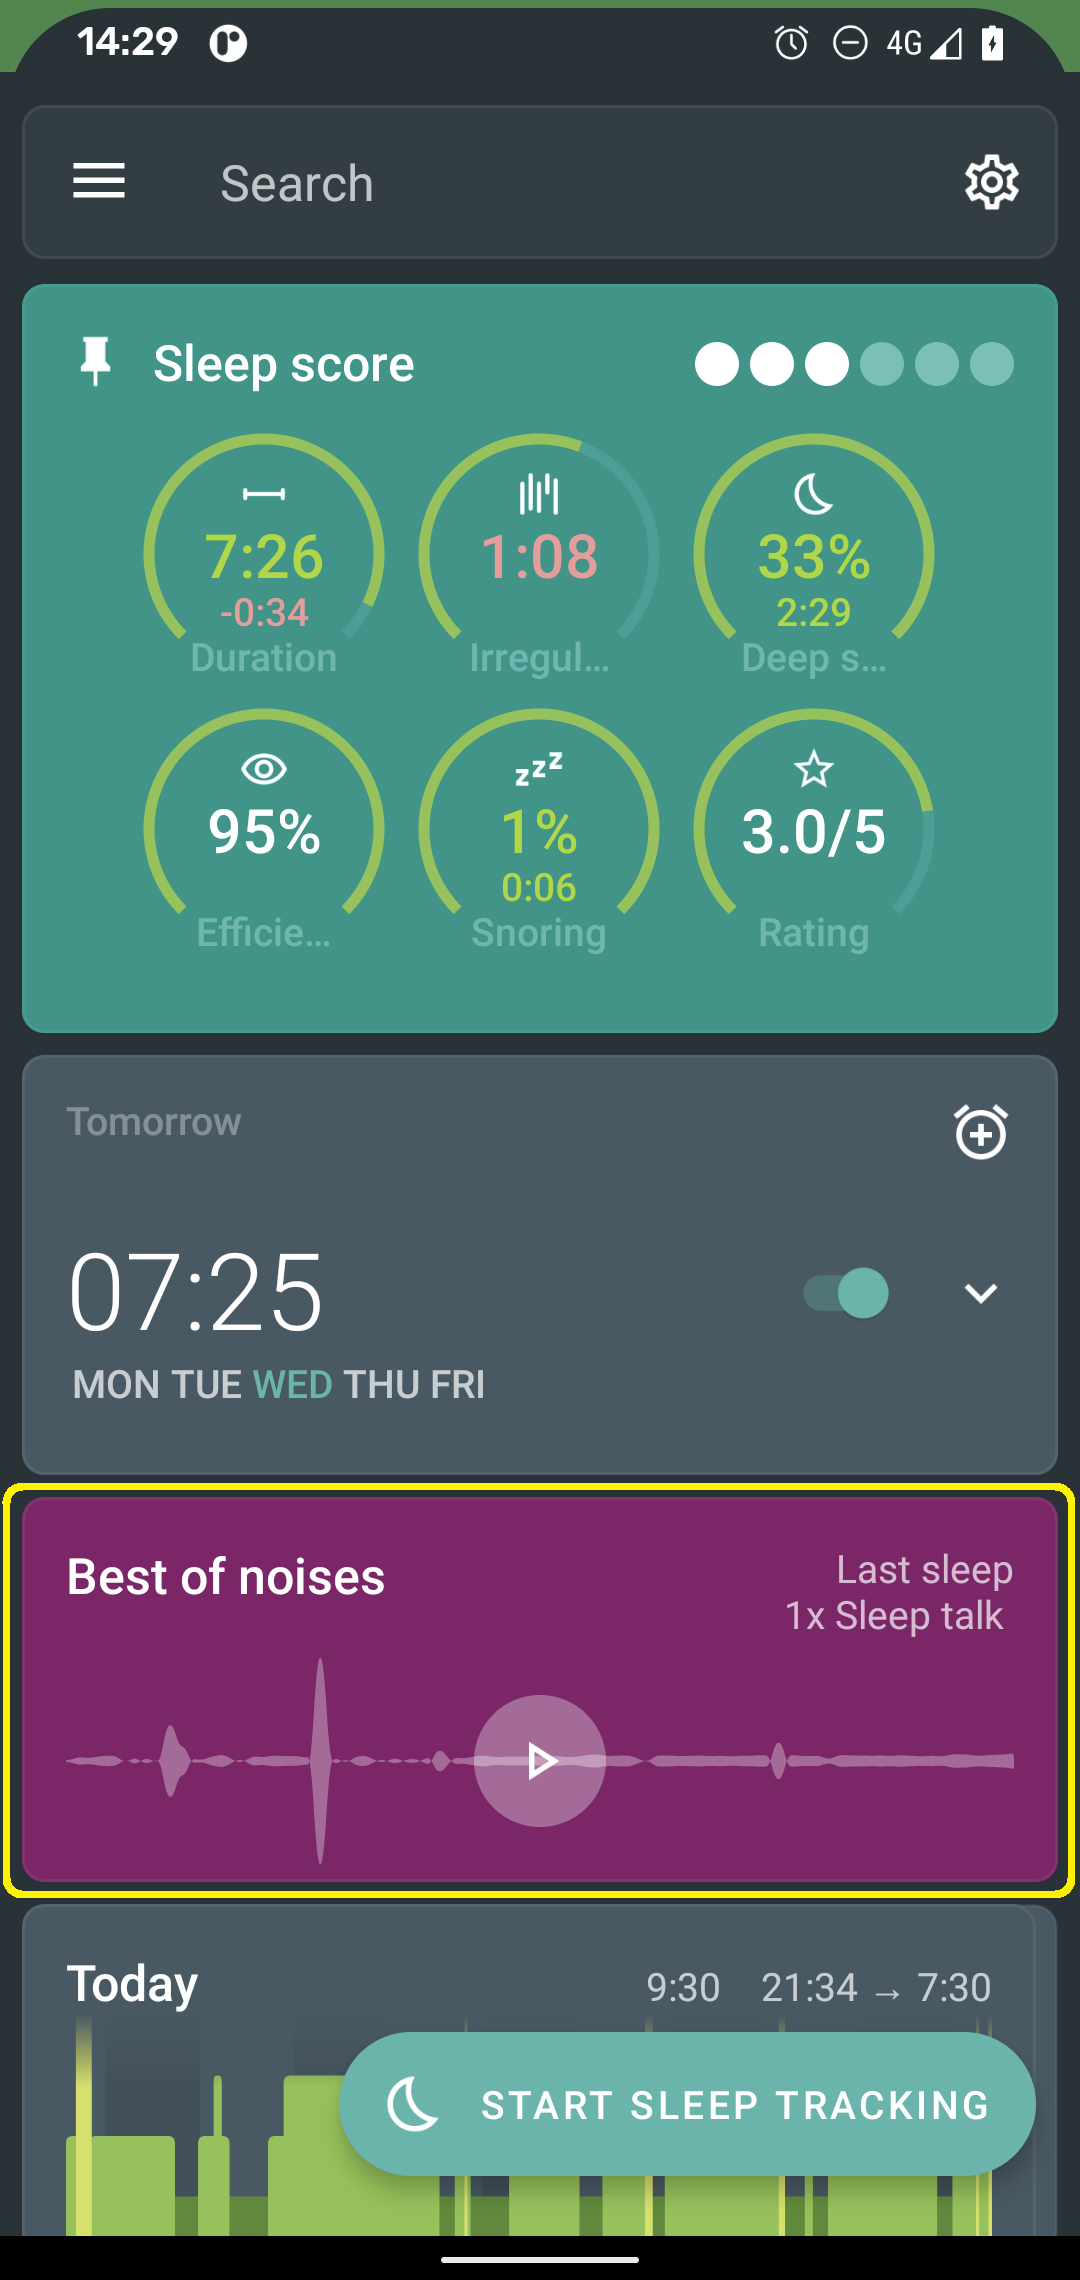 14:29
4G
Search
Sleep score
7:26
-0:34
Duration
1:08
Irregul...
33%
2:29
Deep s...
95%
Efficie...
1%
0:06
Snoring
3.0/5
Rating
Tomorrow
07:25
MON TUE WED THU FRI
Best of noises
Last sleep
1x Sleep talk
Today
9:30 21:34 → 7:30
START SLEEP TRACKING